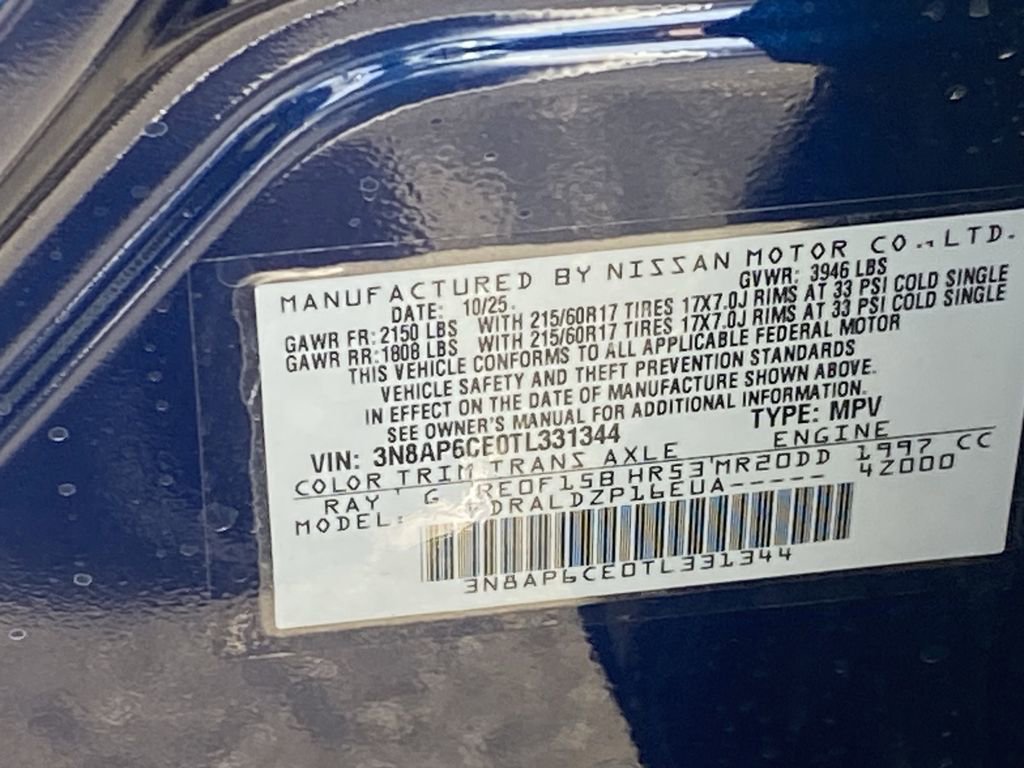 MANUFACTURED BY NISSAN MOTOR CO., LTD.
DATE: 10/25 GVWR: 3946 LBS
GAWR FR: 2150 LBS WITH 215/60R17 TIRES 17X7.0J RIMS AT 33 PSI COLD SINGLE
GAWR RR: 1808 LBS WITH 215/60R17 TIRES 17X7.0J RIMS AT 33 PSI COLD SINGLE
THIS VEHICLE CONFORMS TO ALL APPLICABLE FEDERAL MOTOR
VEHICLE SAFETY AND THEFT PREVENTION STANDARDS
IN EFFECT ON THE DATE OF MANUFACTURE SHOWN ABOVE.
SEE OWNER'S MANUAL FOR ADDITIONAL INFORMATION.
VIN: 3N8AP6CE0TL331344 TYPE: MPV
COLOR TRIM TRANS AXLE ENGINE
RAY G RE0F15B HR53 MR20DD 1997 CC
MODEL: DRALDZP16EUA----- 4Z000
3N8AP6CE0TL331344